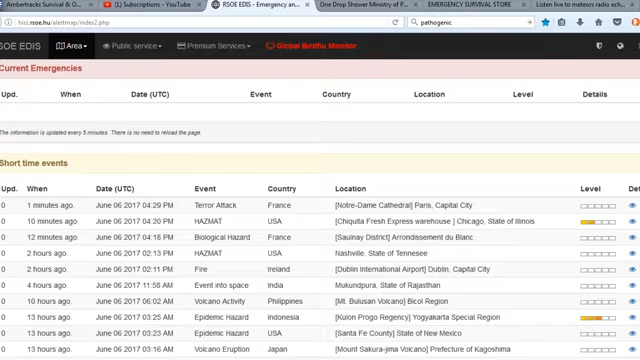 Ambertracks Survival & O
(1) Subscriptions - YouTube
RSOE EDIS - Emergency an
One Drop Shower Ministry of P
EMERGENCY SURVIVAL STORE
Listen live to meteors radio ech
hisz.rsoe.hu/alertmap/index2.php
pathogenic
SOE EDIS
Area
Public service
Premium Services
Global Birdflu Monitor
Current Emergencies
Upd. When Date (UTC) Event Country Location Level Details
The information is updated every 5 minutes. There is no need to reload the page.
Short time events
Upd. When Date (UTC) Event Country Location Level Det
0 1 minutes ago. June 06 2017 04:29 PM Terror Attack France [Notre-Dame Cathedral] Paris, Capital City
0 10 minutes ago. June 06 2017 04:20 PM HAZMAT USA [Chiquita Fresh Express warehouse ] Chicago, State of Illinois
0 12 minutes ago. June 06 2017 04:18 PM Biological Hazard France [Saulnay District] Arrondissement du Blanc
0 2 hours ago. June 06 2017 02:13 PM HAZMAT USA Nashville, State of Tennesee
0 2 hours ago. June 06 2017 02:11 PM Fire Ireland [Dublin International Airport] Dublin, Capital City
0 4 hours ago. June 06 2017 11:58 AM Event into space India Mukundpura, State of Rajasthan
0 10 hours ago. June 06 2017 06:02 AM Volcano Activity Philippines [Mt. Bulusan Volcano] Bicol Region
0 13 hours ago. June 06 2017 03:25 AM Epidemic Hazard Indonesia [Kulon Progo Regency] Yogyakarta Special Region
0 13 hours ago. June 06 2017 03:23 AM Epidemic Hazard USA [Santa Fe County] State of New Mexico
0 13 hours ago. June 06 2017 03:16 AM Volcano Eruption Japan [Mount Sakura-jima Volcano] Prefecture of Kagoshima